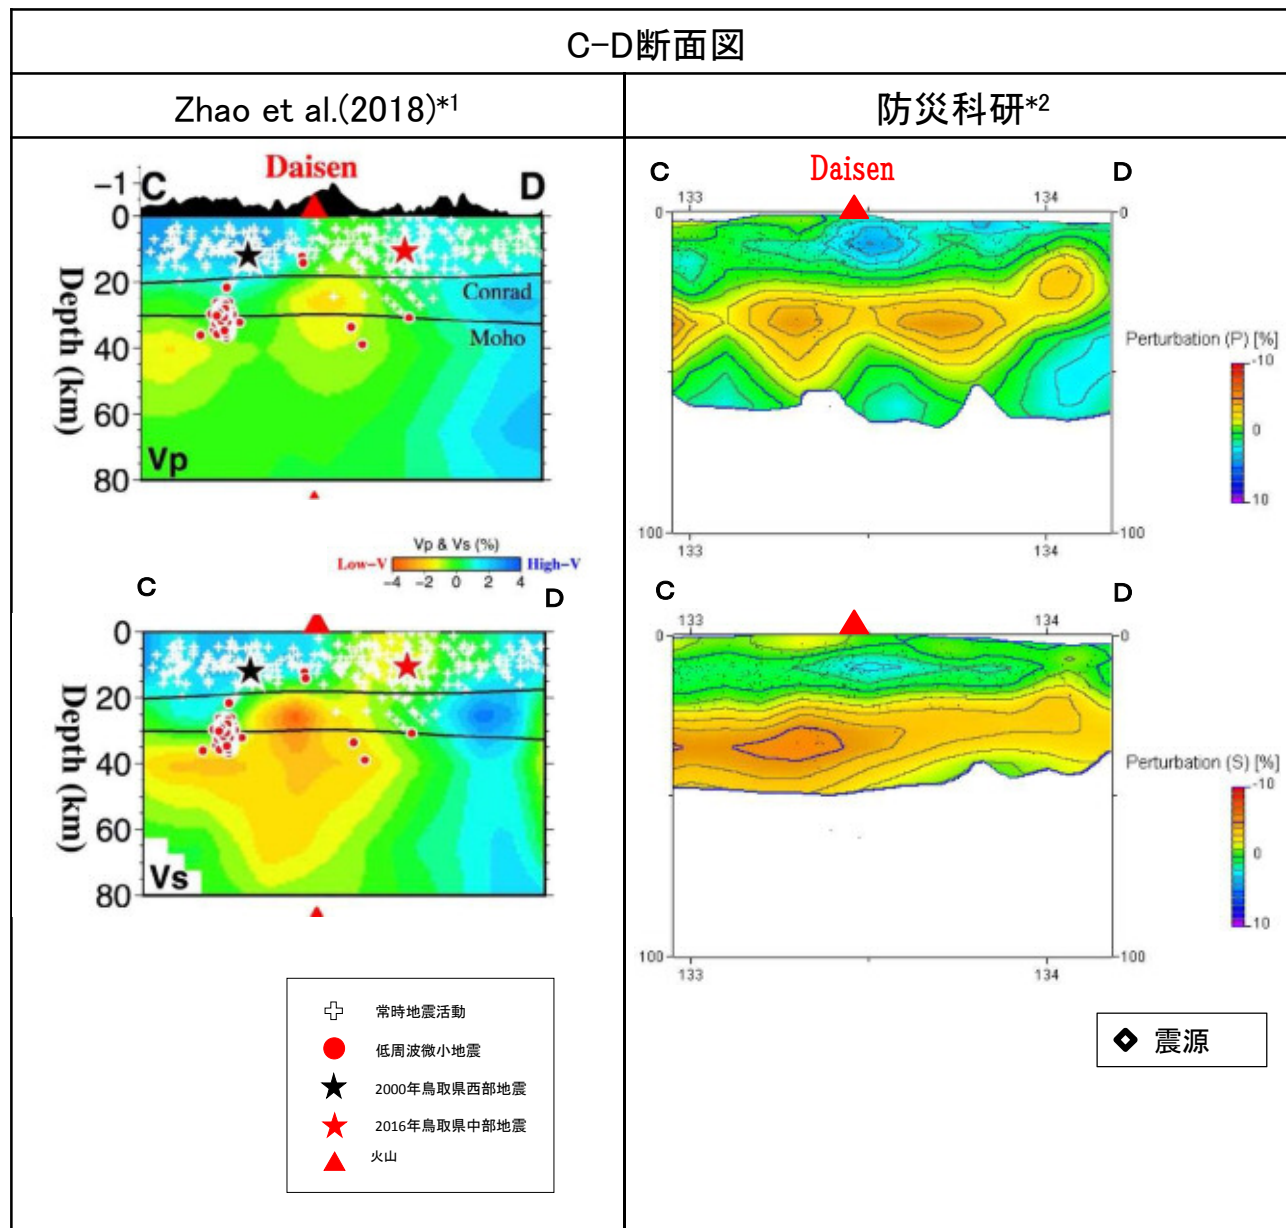 C-D断面図
Zhao et al.(2018)*1
防災科研*2
Daisen
C
D
-1
0
20
40
60
80
Depth (km)
Conrad
Moho
Vp
Vp & Vs (%)
Low-V
High-V
-4 -2 0 2 4
C
D
0
20
40
60
80
Depth (km)
Vs
常時地震活動
低周波微小地震
2000年鳥取県西部地震
2016年鳥取県中部地震
火山
Daisen
C
D
133
134
0
0
100
100
133
134
Perturbation (P) [%]
-10
0
10
C
D
133
134
0
0
100
100
133
134
Perturbation (S) [%]
-10
0
10
震源